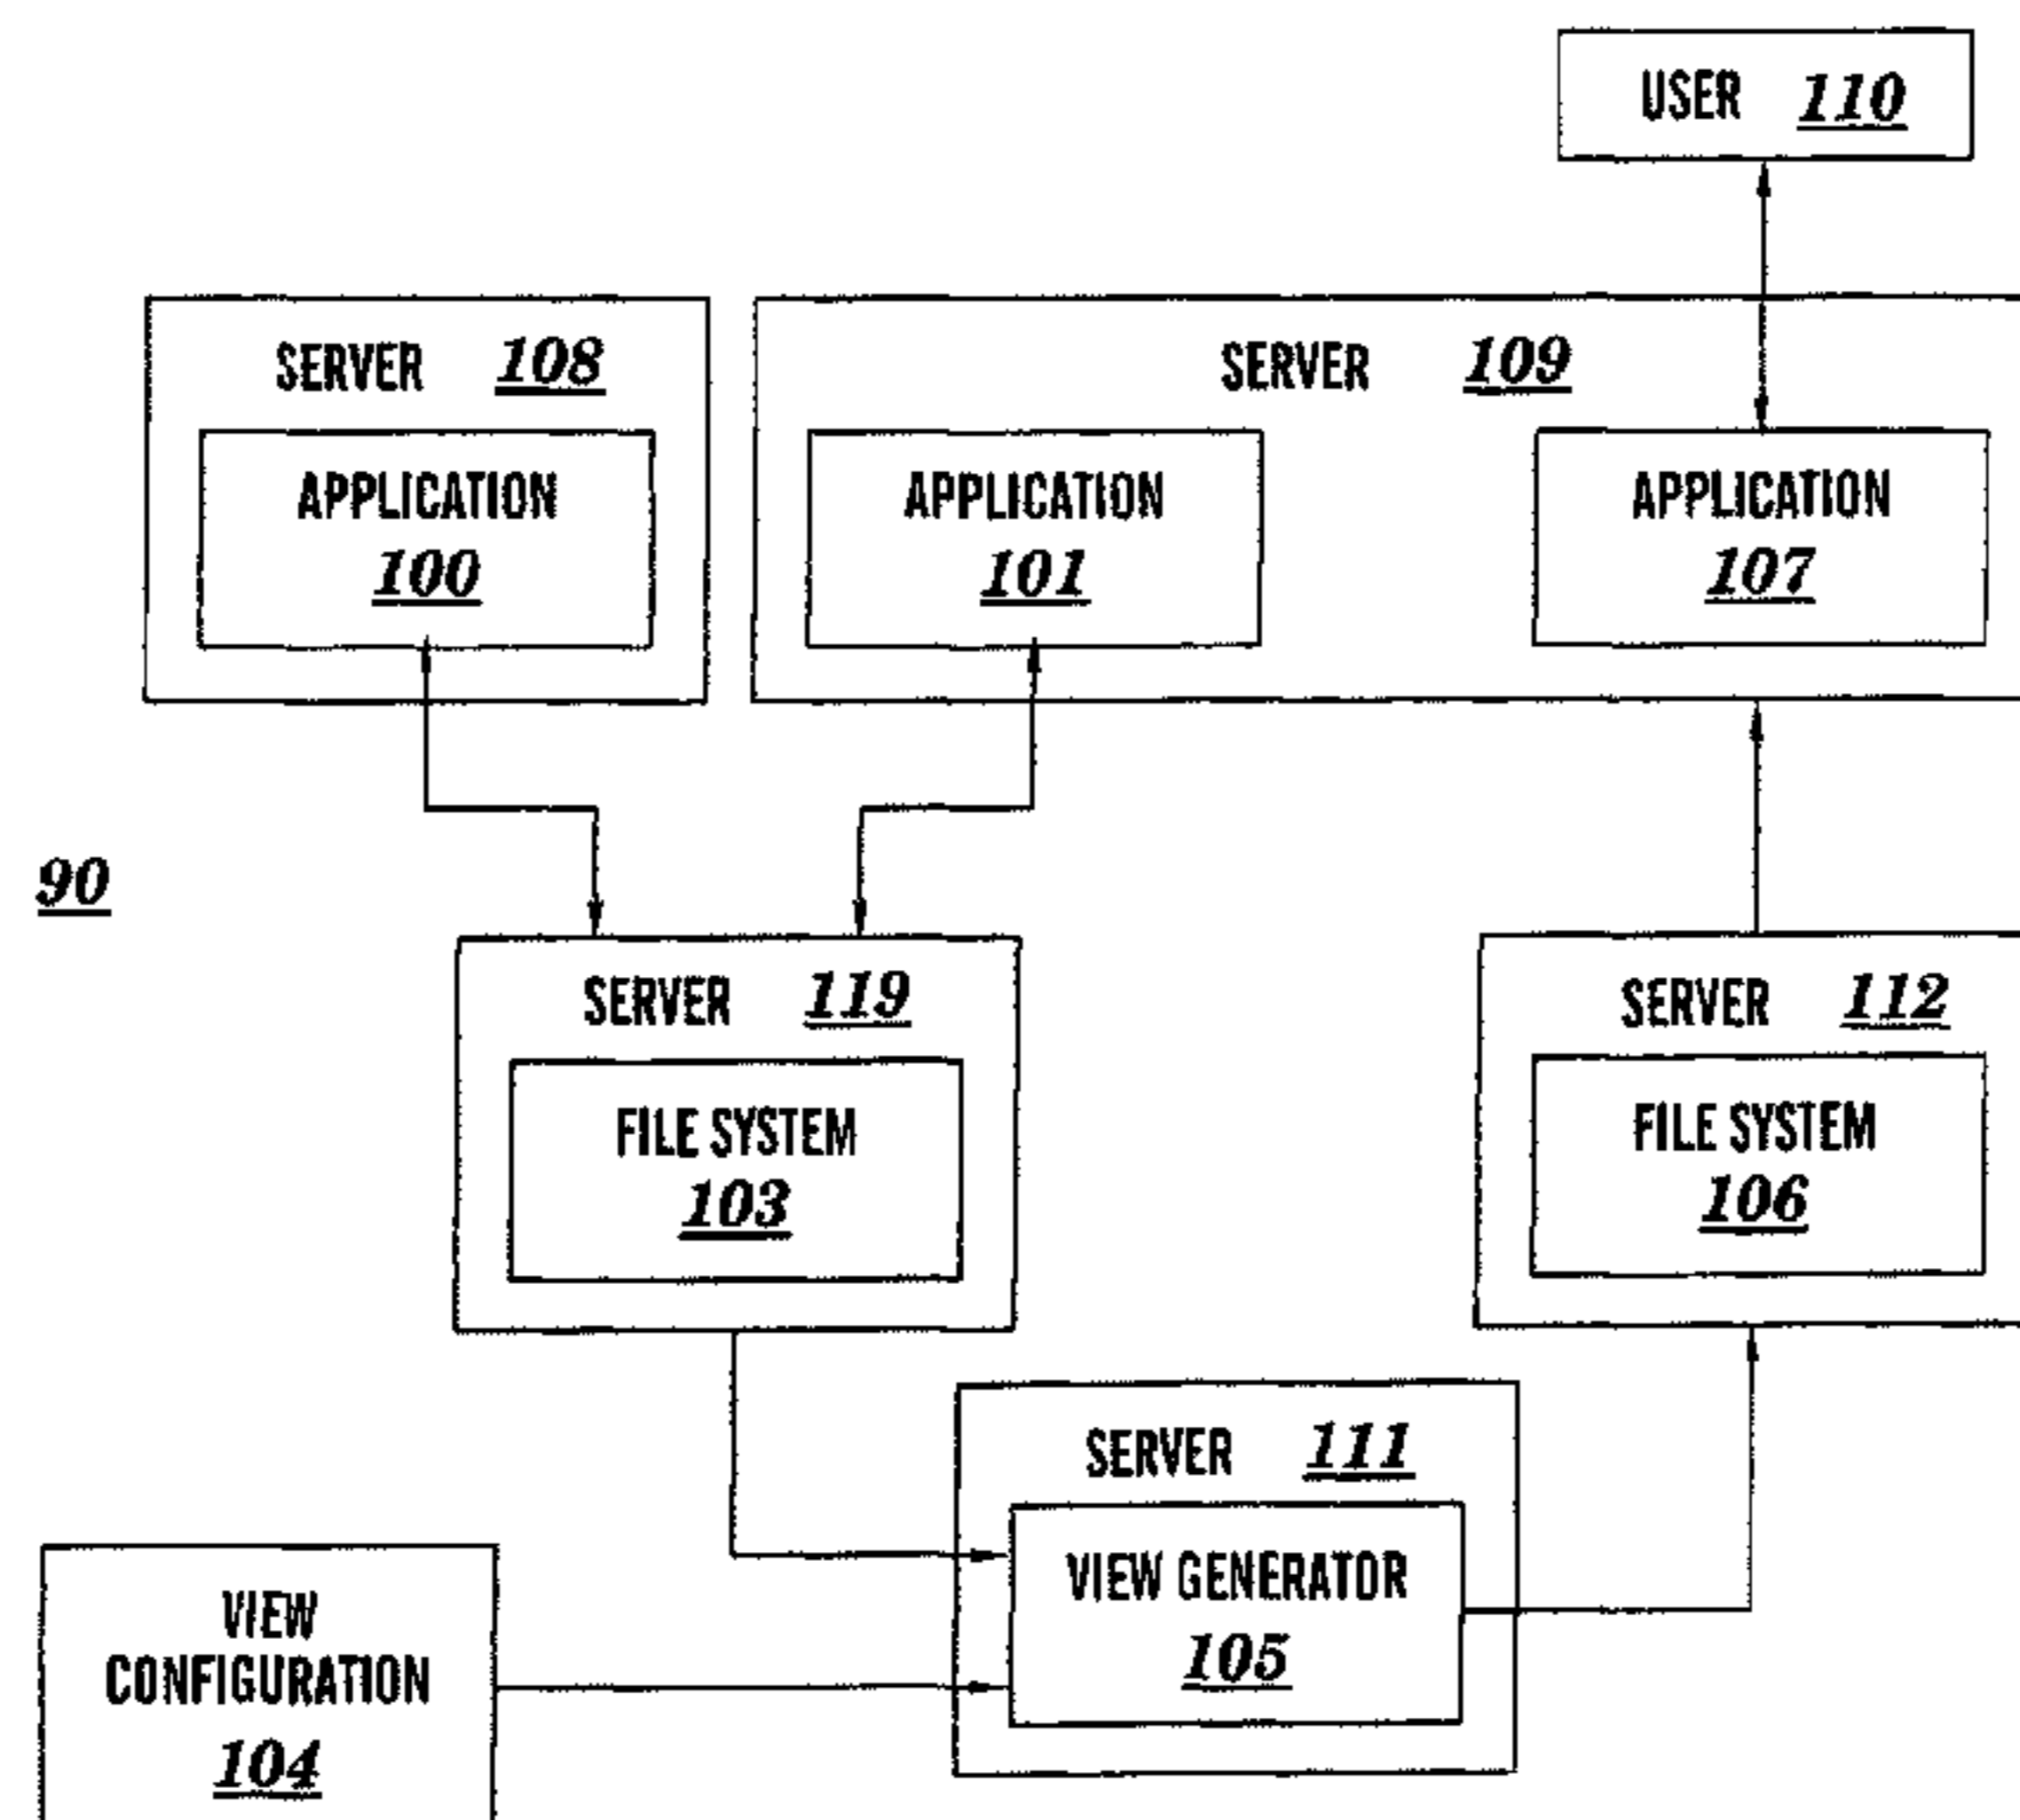 USER 110
SERVER 108
SERVER 109
APPLICATION
100
APPLICATION
101
APPLICATION
107
90
SERVER 119
SERVER 112
FILE SYSTEM
103
FILE SYSTEM
106
SERVER 111
VIEW GENERATOR
105
VIEW
CONFIGURATION
104